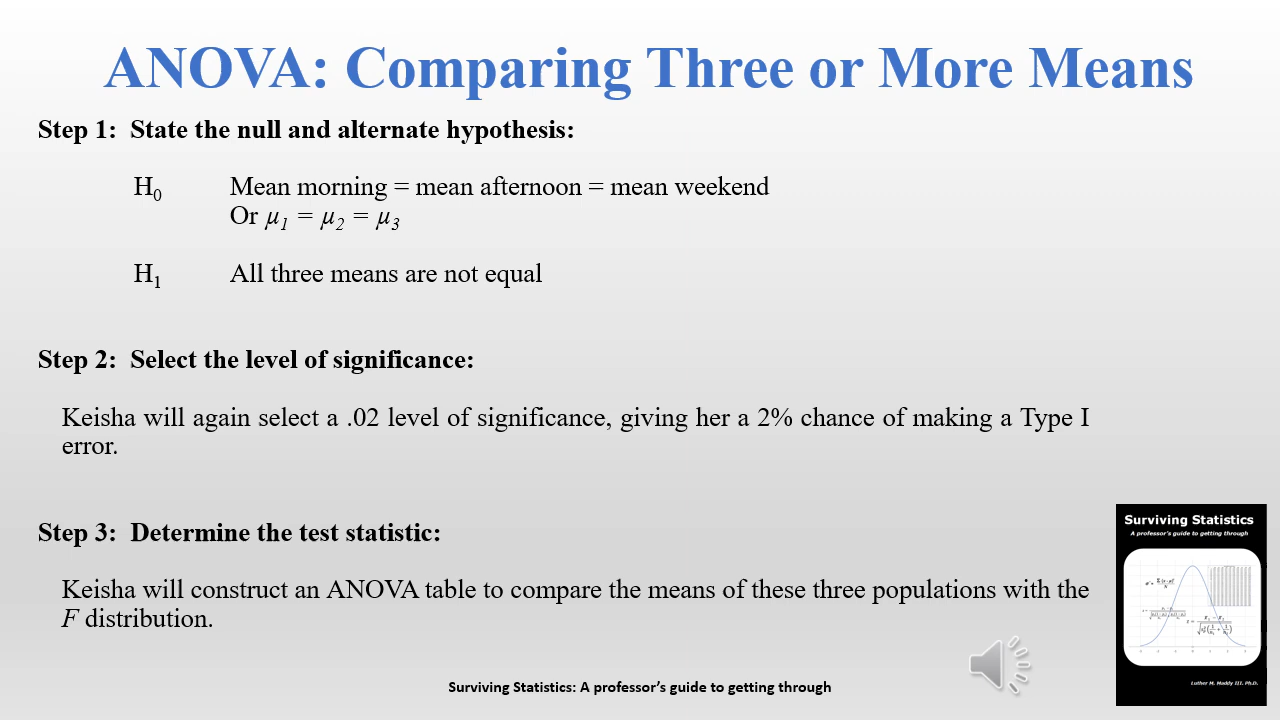 ANOVA: Comparing Three or More Means
Step 1: State the null and alternate hypothesis:
H0 Mean morning = mean afternoon = mean weekend
Or μ1 = μ2 = μ3
H1 All three means are not equal
Step 2: Select the level of significance:
Keisha will again select a .02 level of significance, giving her a 2% chance of making a Type I
error.
Step 3: Determine the test statistic:
Keisha will construct an ANOVA table to compare the means of these three populations with the
F distribution.
Surviving Statistics: A professor's guide to getting through
Surviving Statistics
A professor's guide to getting through
Luther M. Maddy III, Ph.D.